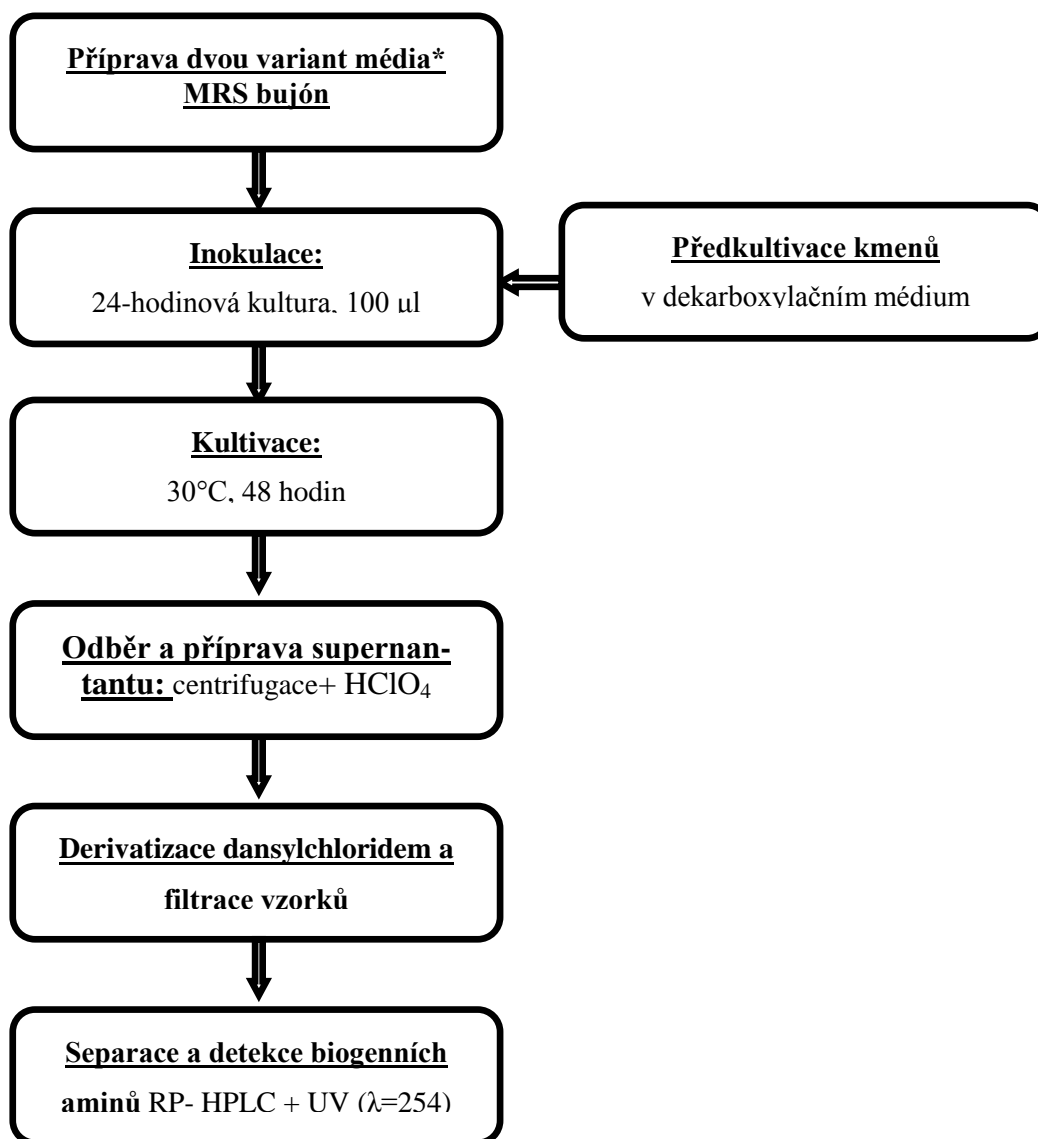 Příprava dvou variant média*
MRS bujón
Inokulace:
24-hodinová kultura, 100 µl
Předkultivace kmenů
v dekarboxylačním médium
Kultivace:
30°C, 48 hodin
Odběr a příprava supernan-
tantu: centrifugace+ HClO₄
Derivatizace dansylchloridem a
filtrace vzorků
Separace a detekce biogenních
aminů RP- HPLC + UV (λ=254)